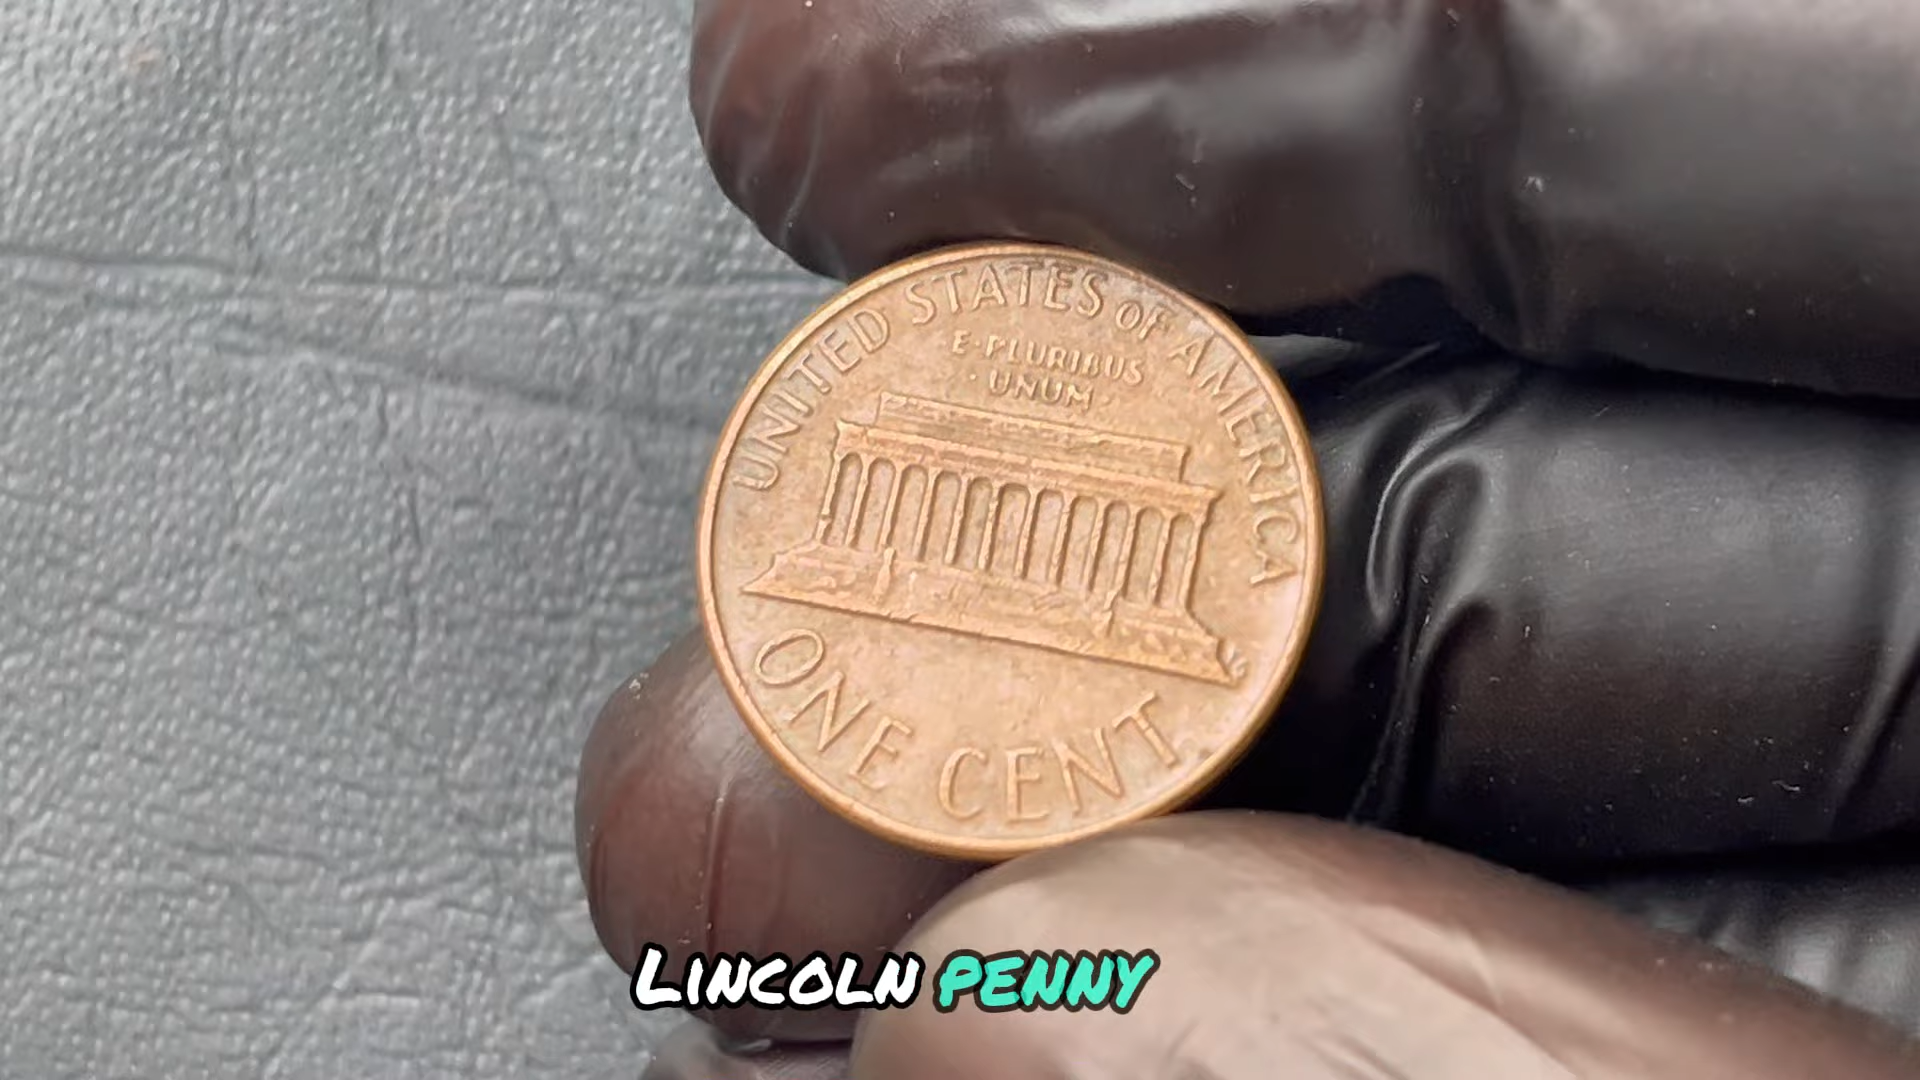 UNITED STATES OF AMERICA
E·PLURIBUS
·UNUM·
ONE CENT
LINCOLN PENNY